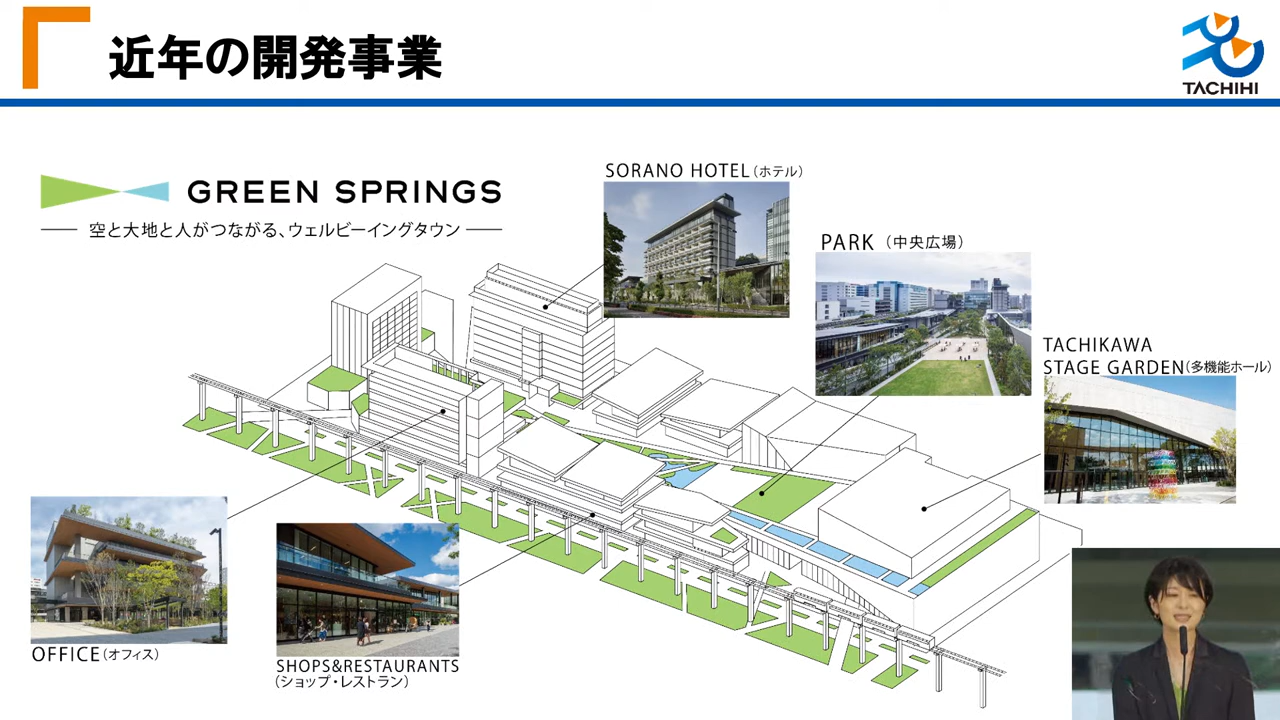 近年の開発事業
TACHIHI
GREEN SPRINGS
空と大地と人がつながる、ウェルビーイングタウン
SORANO HOTEL(ホテル)
PARK (中央広場)
TACHIKAWA
STAGE GARDEN(多機能ホール)
OFFICE(オフィス)
SHOPS&RESTAURANTS
(ショップ・レストラン)